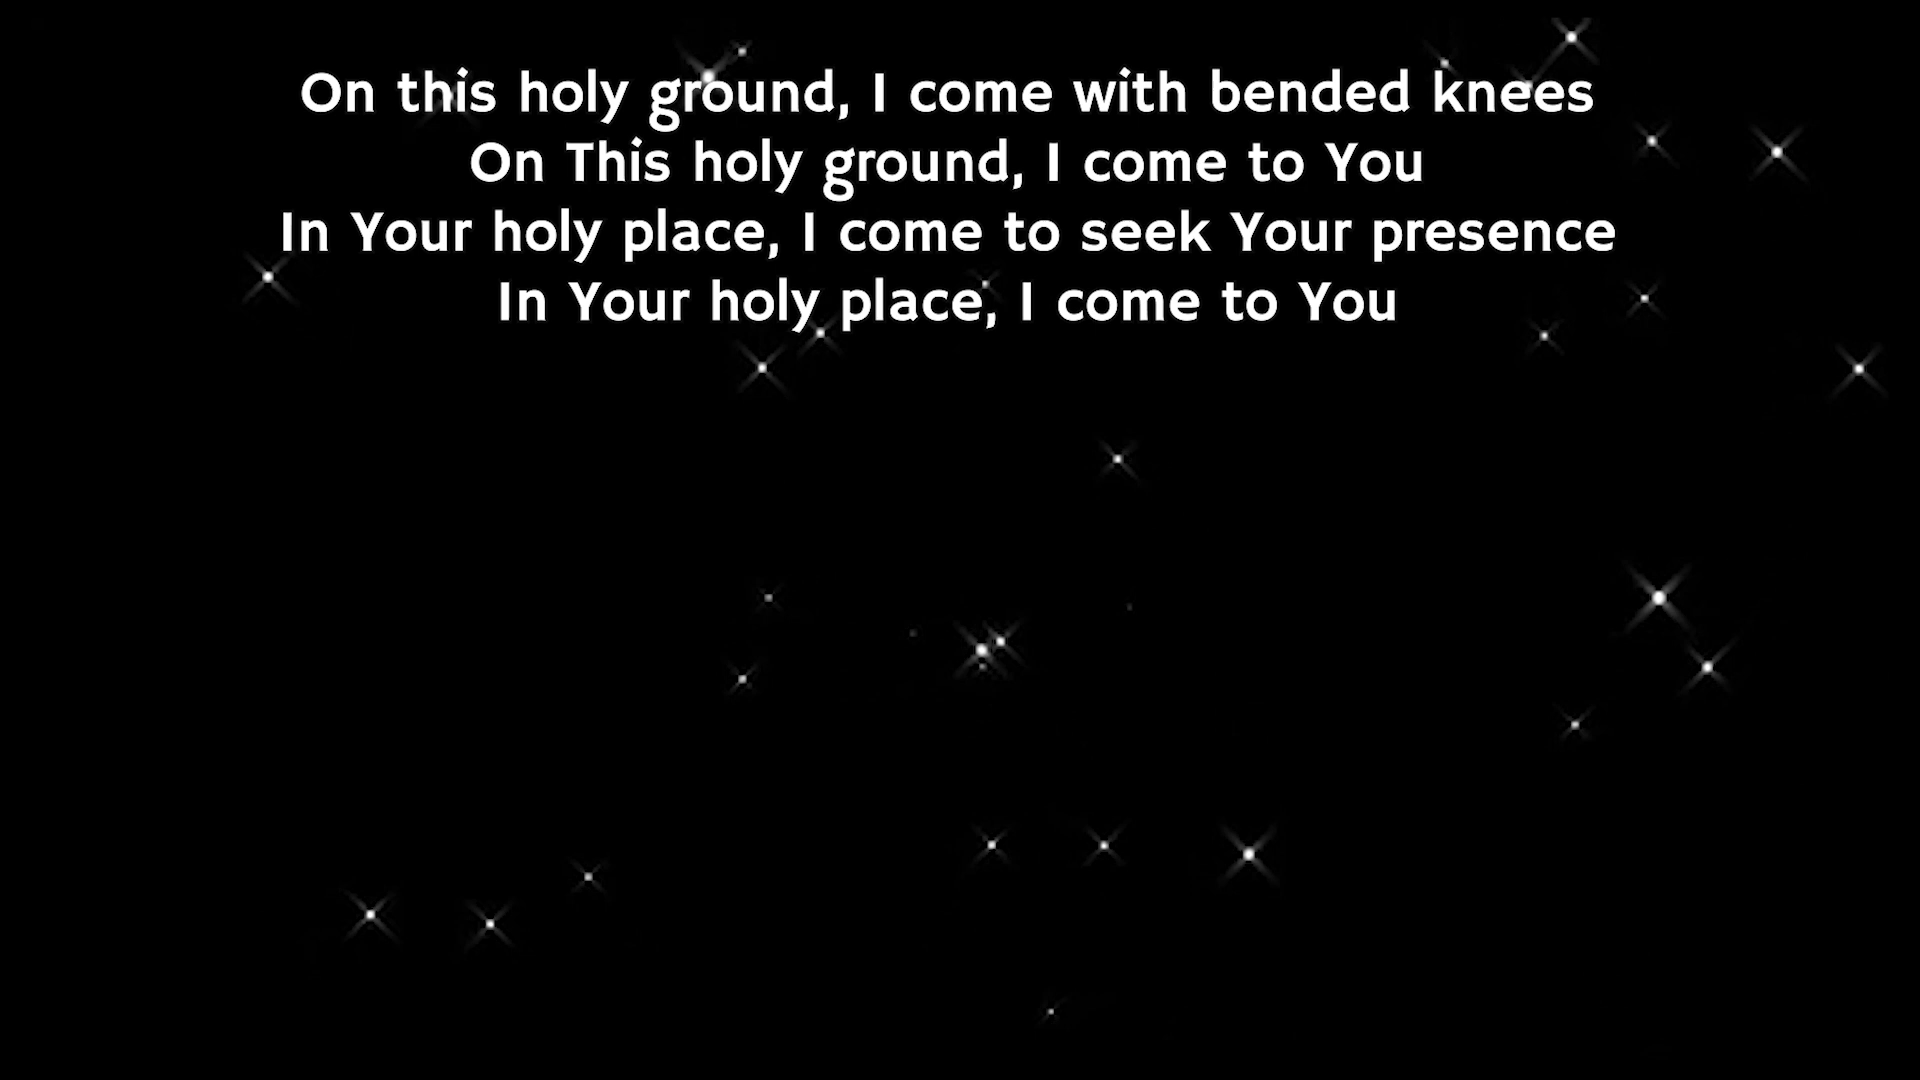 On this holy ground, I come with bended knees
On This holy ground, I come to You
In Your holy place, I come to seek Your presence
In Your holy place, I come to You